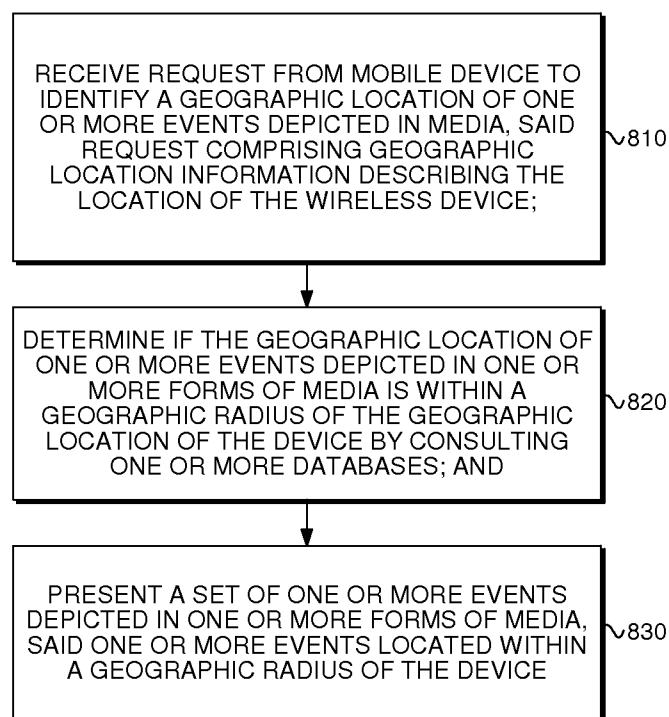 RECEIVE REQUEST FROM MOBILE DEVICE TO
IDENTIFY A GEOGRAPHIC LOCATION OF ONE
OR MORE EVENTS DEPICTED IN MEDIA, SAID
REQUEST COMPRISING GEOGRAPHIC
LOCATION INFORMATION DESCRIBING THE
LOCATION OF THE WIRELESS DEVICE;
810
DETERMINE IF THE GEOGRAPHIC LOCATION OF
ONE OR MORE EVENTS DEPICTED IN ONE OR
MORE FORMS OF MEDIA IS WITHIN A
GEOGRAPHIC RADIUS OF THE GEOGRAPHIC
LOCATION OF THE DEVICE BY CONSULTING
ONE OR MORE DATABASES; AND
820
PRESENT A SET OF ONE OR MORE EVENTS
DEPICTED IN ONE OR MORE FORMS OF MEDIA,
SAID ONE OR MORE EVENTS LOCATED WITHIN
A GEOGRAPHIC RADIUS OF THE DEVICE
830